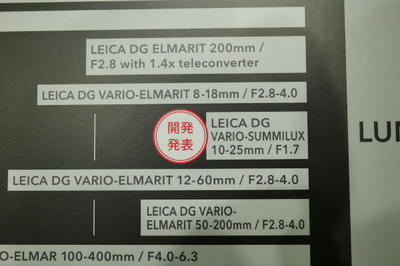 LEICA DG ELMARIT 200mm /
F2.8 with 1.4x teleconverter
LEICA DG VARIO-ELMARIT 8-18mm / F2.8-4.0
開発
発表
LEICA DG
VARIO-SUMMILUX
10-25mm / F1.7
LEICA DG VARIO-ELMARIT 12-60mm / F2.8-4.0
LEICA DG VARIO-
ELMARIT 50-200mm / F2.8-4.0
O-ELMAR 100-400mm / F4.0-6.3